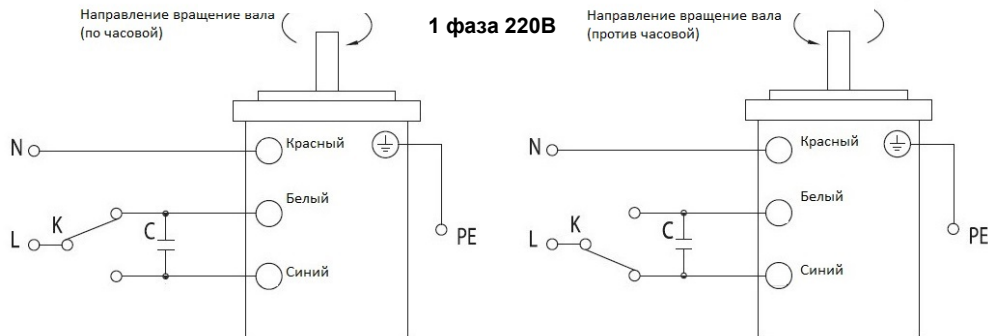 Направление вращение вала
(по часовой)
1 фаза 220В
Направление вращение вала
(против часовой)
N
Красный
Белый
K
L
C
Синий
PE
N
Красный
Белый
K
L
C
Синий
PE